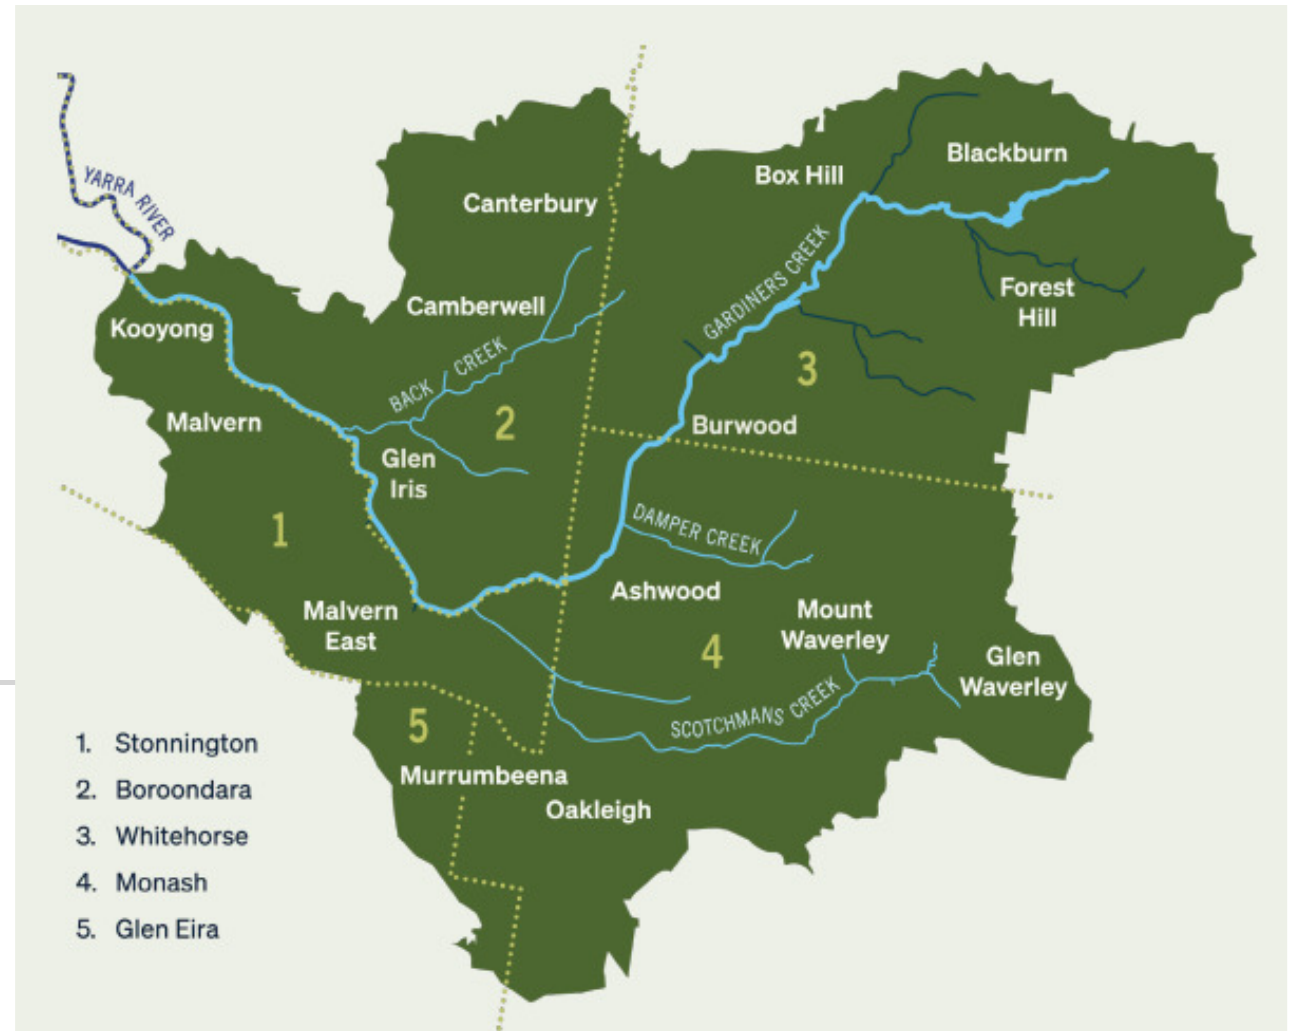 YARRA RIVER
Blackburn
Box Hill
Canterbury
GARDINERS CREEK
Forest
Hill
Camberwell
Kooyong
BACK CREEK
3
Malvern
2
Burwood
Glen
Iris
1
DAMPER CREEK
Ashwood
Malvern
East
Mount
Waverley
4
Glen
Waverley
SCOTCHMANS CREEK
5
Murrumbeena
Oakleigh
1. Stonnington
2. Boroondara
3. Whitehorse
4. Monash
5. Glen Eira